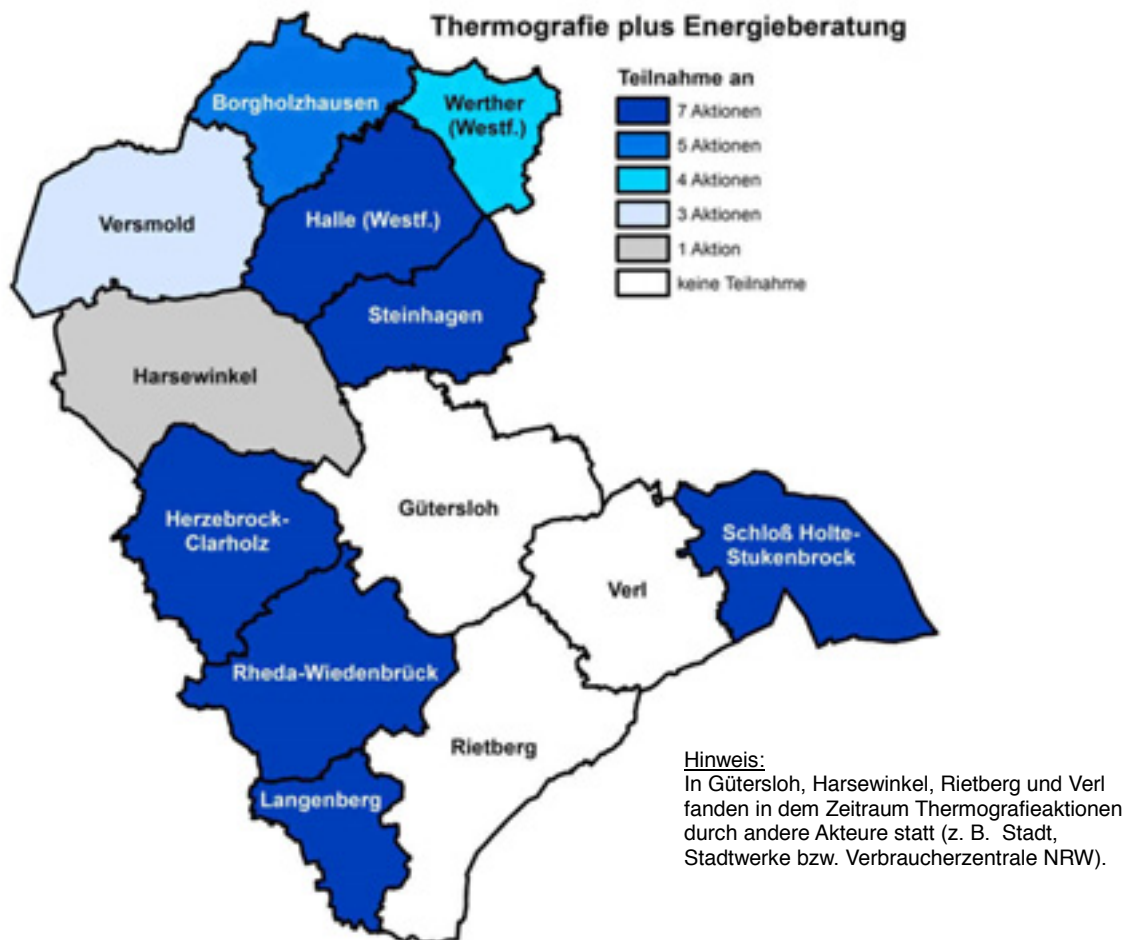 Thermografie plus Energieberatung
Teilnahme an
7 Aktionen
5 Aktionen
4 Aktionen
3 Aktionen
1 Aktion
keine Teilnahme
Borgholzhausen
Werther
(Westf.)
Versmold
Halle (Westf.)
Steinhagen
Harsewinkel
Gütersloh
Herzebrock-
Clarholz
Schloß Holte-
Stukenbrock
Verl
Rheda-Wiedenbrück
Rietberg
Langenberg
Hinweis:
In Gütersloh, Harsewinkel, Rietberg und Verl
fanden in dem Zeitraum Thermografieaktionen
durch andere Akteure statt (z. B. Stadt,
Stadtwerke bzw. Verbraucherzentrale NRW).